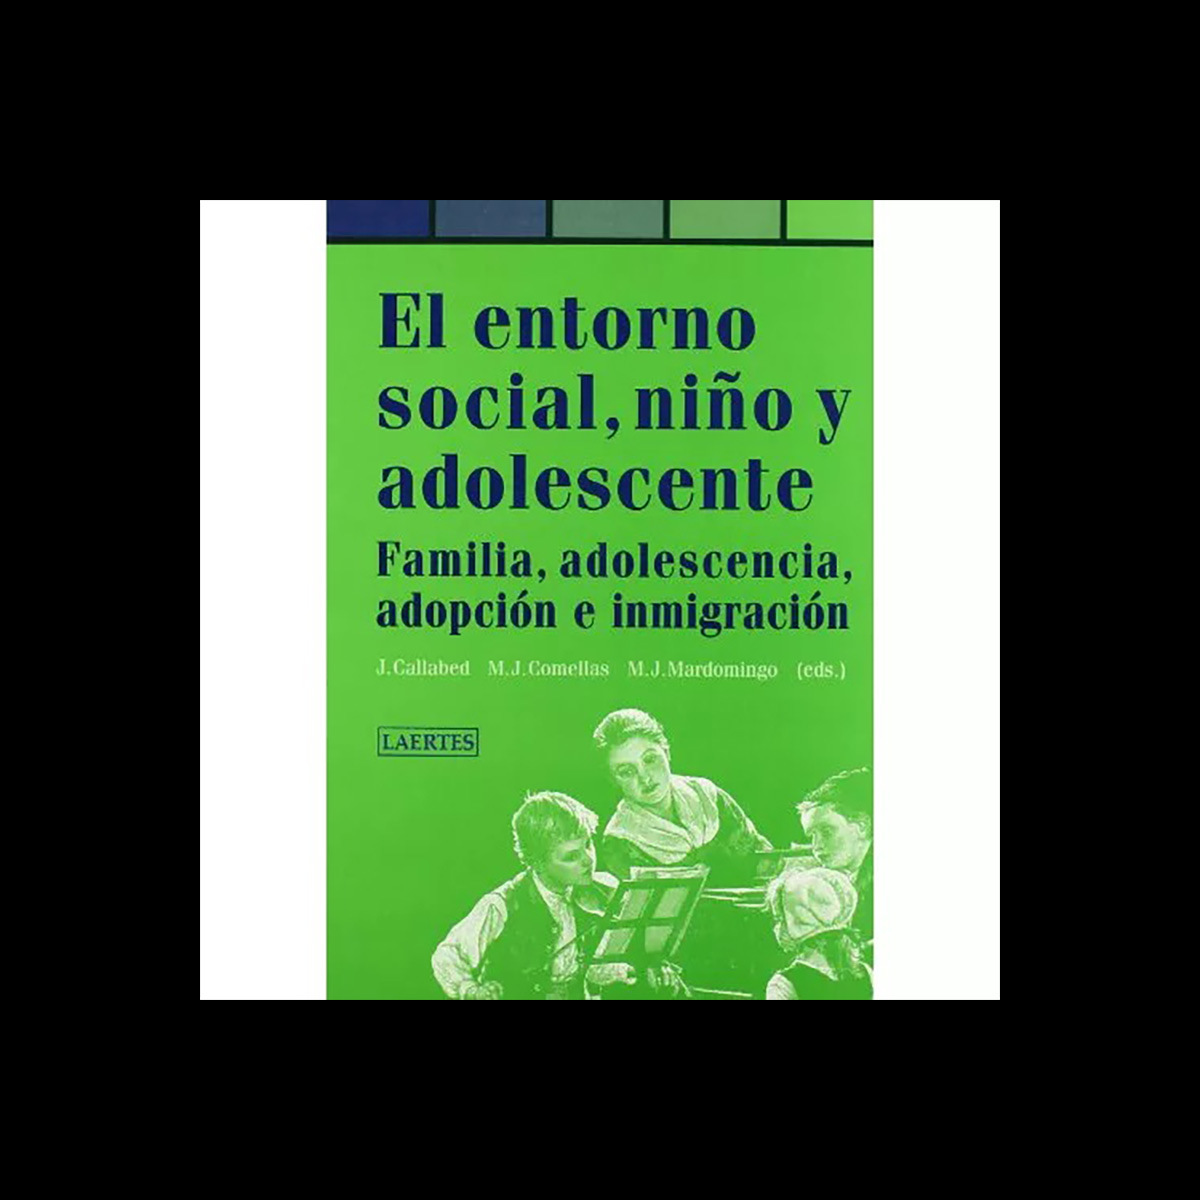 El entorno
social, niño y
adolescente
Familia, adolescencia,
adopción e inmigración
J. Callabed M. J. Comellas M. J. Mardomingo (eds.)
LAERTES